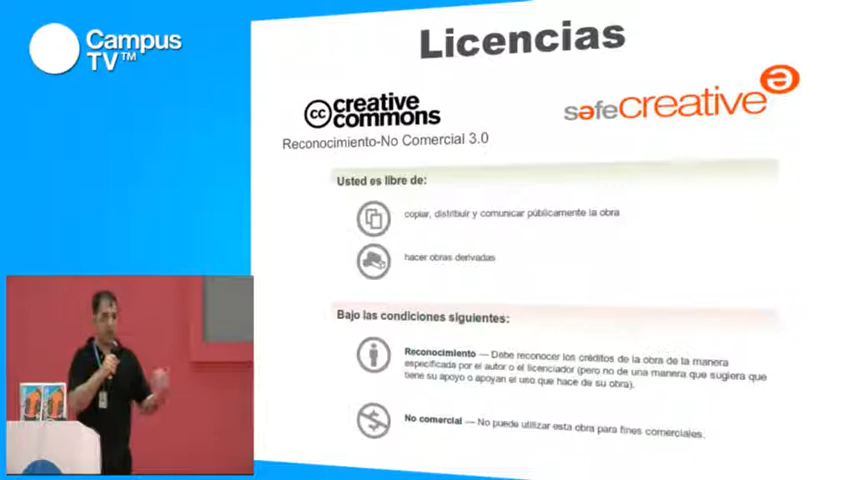 Campus
TV™
Licencias
creative
commons
safecreative
Reconocimiento-No Comercial 3.0
Usted es libre de:
copiar, distribuir y comunicar públicamente la obra
hacer obras derivadas
Bajo las condiciones siguientes:
Reconocimiento — Debe reconocer los créditos de la obra de la manera
especificada por el autor o el licenciador (pero no de una manera que sugiera que
tiene su apoyo o apoyan el uso que hace de su obra).
No comercial — No puede utilizar esta obra para fines comerciales.